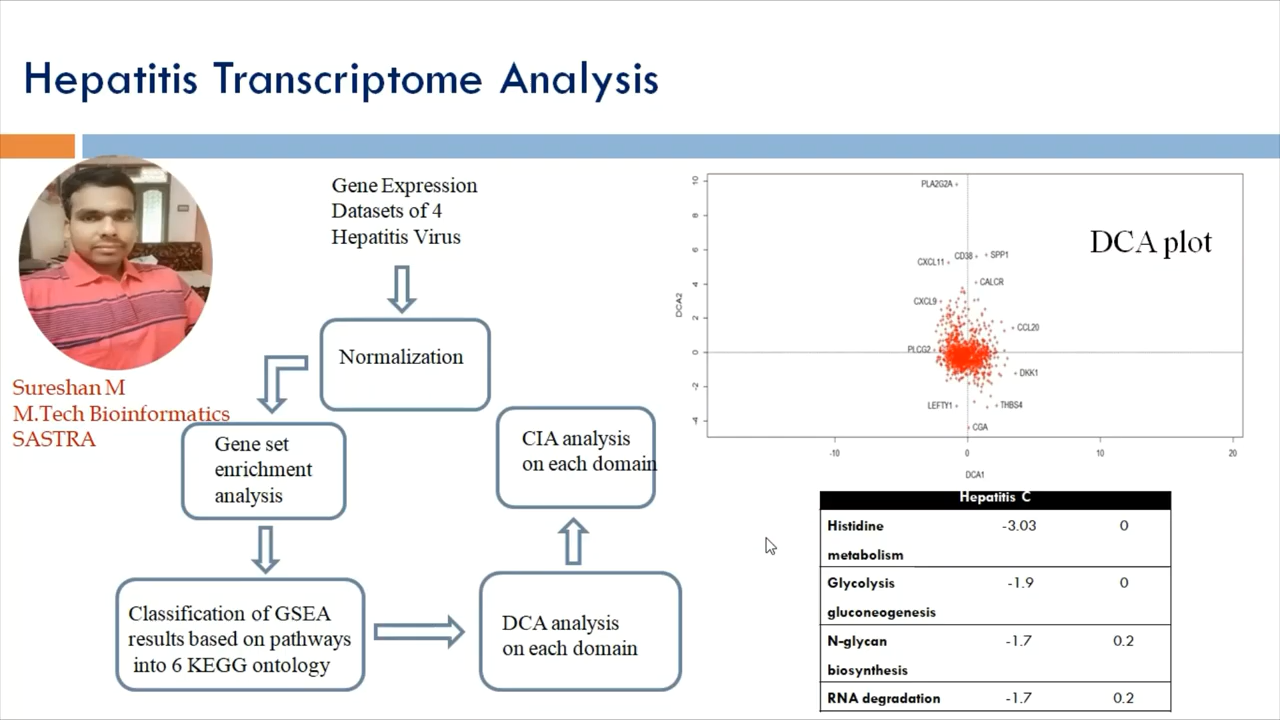 Hepatitis Transcriptome Analysis
Sureshan M
M.Tech Bioinformatics
SASTRA
Gene Expression
Datasets of 4
Hepatitis Virus
Normalization
Gene set
enrichment
analysis
Classification of GSEA
results based on pathways
into 6 KEGG ontology
DCA analysis
on each domain
CIA analysis
on each domain
DCA plot
PLA2G2A
CD38
SPP1
CXCL11
CALCR
CXCL9
CCL20
PLCG2
DKK1
LEFTY1
THBS4
CGA
DCA2
10
8
6
4
2
0
-2
-4
-10
0
10
20
DCA1
Hepatitis C
Histidine metabolism -3.03 0
Glycolysis gluconeogenesis -1.9 0
N-glycan biosynthesis -1.7 0.2
RNA degradation -1.7 0.2